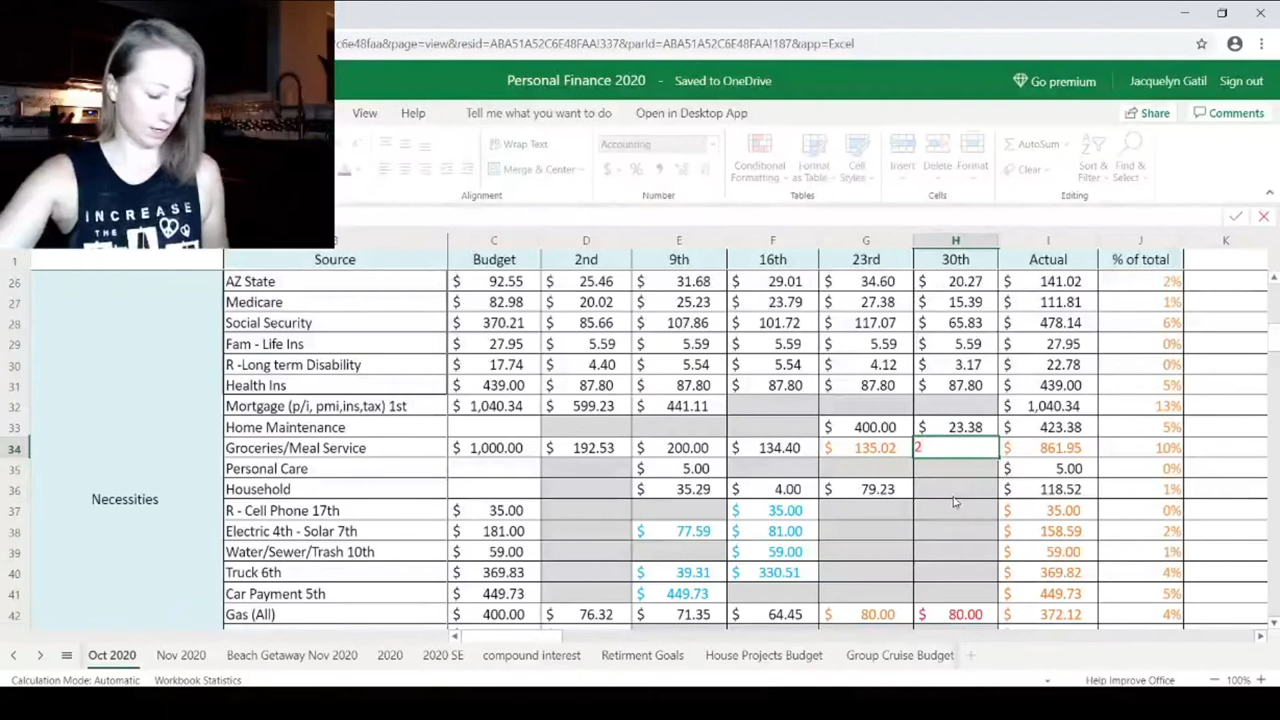 c6e48faa&page=view&resid=ABA51A52C6E48FAA!337&parId=ABA51A52C6E48FAA!187&app=Excel
Personal Finance 2020 - Saved to OneDrive Go premium Jacquelyn Gatil Sign out
View Help Tell me what you want to do Open in Desktop App Share Comments
Wrap Text Accounting AutoSum
Merge & Center $ % Conditional Formatting Format as Table Cell Styles Insert Delete Format Clear Sort & Filter Find & Select
Alignment Number Tables Cells Editing
INCREASE
THE
B C D E F G H I J K
1 Source Budget 2nd 9th 16th 23rd 30th Actual % of total
26 AZ State $ 92.55 $ 25.46 $ 31.68 $ 29.01 $ 34.60 $ 20.27 $ 141.02 2%
27 Medicare $ 82.98 $ 20.02 $ 25.23 $ 23.79 $ 27.38 $ 15.39 $ 111.81 1%
28 Social Security $ 370.21 $ 85.66 $ 107.86 $ 101.72 $ 117.07 $ 65.83 $ 478.14 6%
29 Fam - Life Ins $ 27.95 $ 5.59 $ 5.59 $ 5.59 $ 5.59 $ 5.59 $ 27.95 0%
30 R -Long term Disability $ 17.74 $ 4.40 $ 5.54 $ 5.54 $ 4.12 $ 3.17 $ 22.78 0%
31 Health Ins $ 439.00 $ 87.80 $ 87.80 $ 87.80 $ 87.80 $ 87.80 $ 439.00 5%
32 Mortgage (p/i, pmi,ins,tax) 1st $ 1,040.34 $ 599.23 $ 441.11 $ 1,040.34 13%
33 Home Maintenance $ 400.00 $ 23.38 $ 423.38 5%
34 Groceries/Meal Service $ 1,000.00 $ 192.53 $ 200.00 $ 134.40 $ 135.02 2 $ 861.95 10%
35 Personal Care $ 5.00 $ 5.00 0%
36 Household $ 35.29 $ 4.00 $ 79.23 $ 118.52 1%
Necessities
37 R - Cell Phone 17th $ 35.00 $ 35.00 $ 35.00 0%
38 Electric 4th - Solar 7th $ 181.00 $ 77.59 $ 81.00 $ 158.59 2%
39 Water/Sewer/Trash 10th $ 59.00 $ 59.00 $ 59.00 1%
40 Truck 6th $ 369.83 $ 39.31 $ 330.51 $ 369.82 4%
41 Car Payment 5th $ 449.73 $ 449.73 $ 449.73 5%
42 Gas (All) $ 400.00 $ 76.32 $ 71.35 $ 64.45 $ 80.00 $ 80.00 $ 372.12 4%
Oct 2020 Nov 2020 Beach Getaway Nov 2020 2020 2020 SE compound interest Retirment Goals House Projects Budget Group Cruise Budget
Calculation Mode: Automatic Workbook Statistics Help Improve Office - 100% +